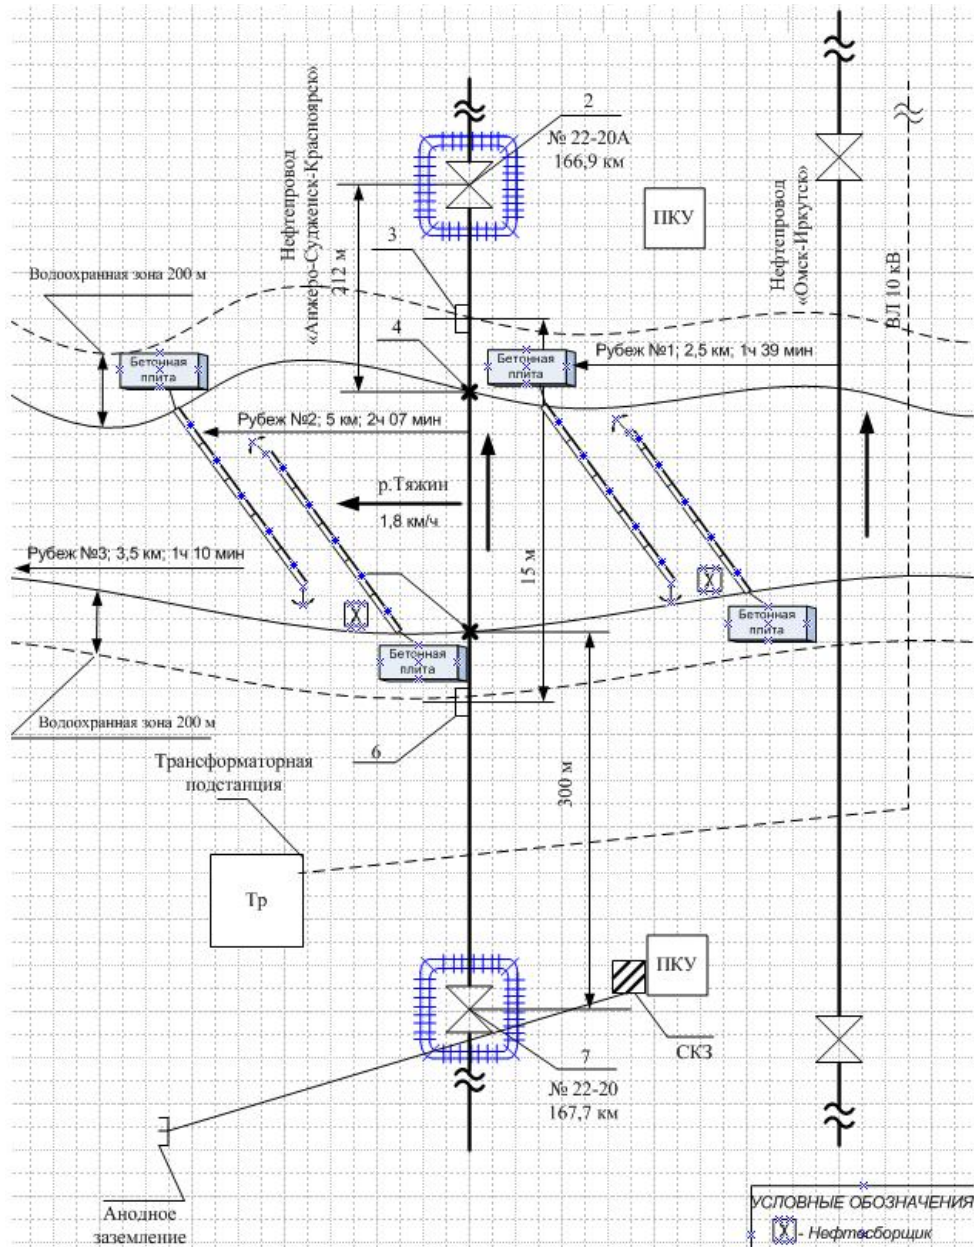 2
№ 22-20А
166,9 км
Нефтепровод
«Анжеро-Судженск-Красноярск»
212 м
ПКУ
Нефтепровод
«Омск-Иркутск»
ВЛ 10 кВ
3
Водоохранная зона 200 м
4
Бетонная
плита
Бетонная
плита
Рубеж №1; 2,5 км; 1ч 39 мин
Рубеж №2; 5 км; 2ч 07 мин
р.Тяжин
1,8 км/ч
Рубеж №3; 3,5 км; 1ч 10 мин
15 м
X
X
Бетонная
плита
Бетонная
плита
Водоохранная зона 200 м
6
Трансформаторная
подстанция
300 м
Тр
ПКУ
СКЗ
7
№ 22-20
167,7 км
Анодное
заземление
УСЛОВНЫЕ ОБОЗНАЧЕНИЯ
X - Нефтесборщик